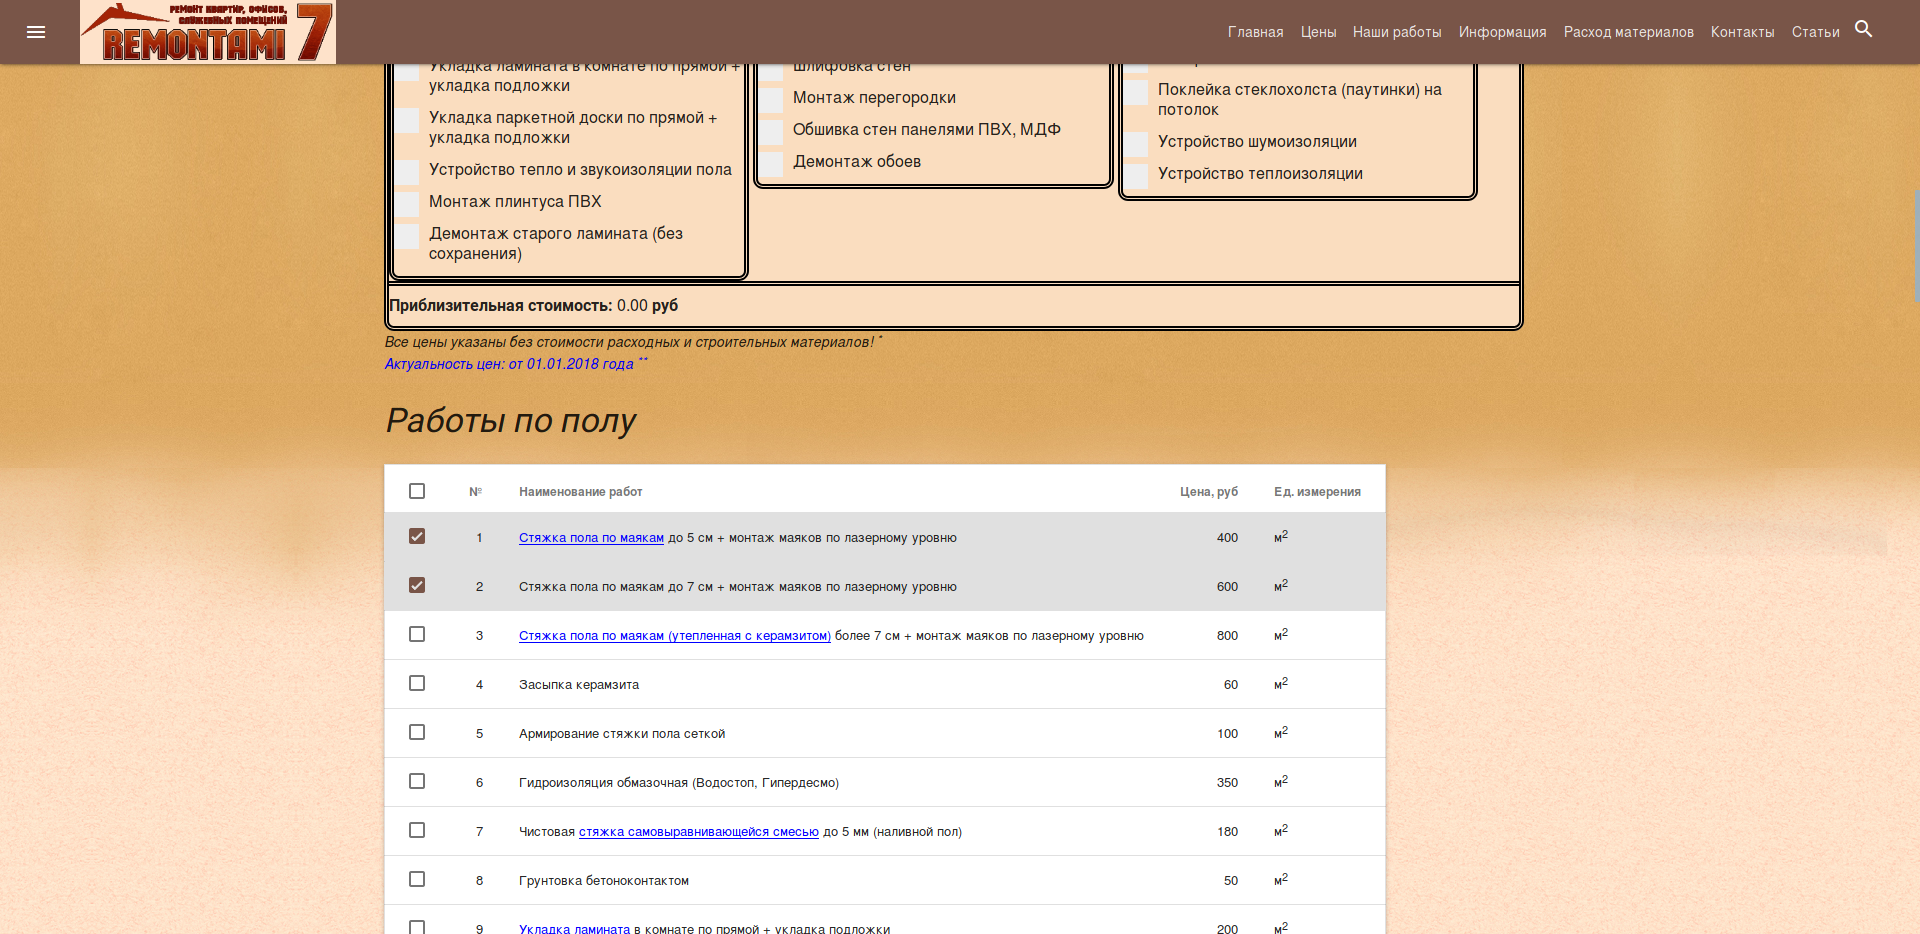 РЕМОНТ КВАРТИР, ОФИСОВ,
СЛУЖЕБНЫХ ПОМЕЩЕНИЙ
REMONTAMI 7
Главная Цены Наши работы Информация Расход материалов Контакты Статьи
Укладка ламината в комнате по прямой +
укладка подложки
Укладка паркетной доски по прямой +
укладка подложки
Устройство тепло и звукоизоляции пола
Монтаж плинтуса ПВХ
Демонтаж старого ламината (без
сохранения)
Шлифовка стен
Монтаж перегородки
Обшивка стен панелями ПВХ, МДФ
Демонтаж обоев
Поклейка стеклохолста (паутинки) на
потолок
Устройство шумоизоляции
Устройство теплоизоляции
Приблизительная стоимость: 0.00 руб
Все цены указаны без стоимости расходных и строительных материалов! *
Актуальность цен: от 01.01.2018 года **
Работы по полу
№ Наименование работ Цена, руб Ед. измерения
1 Стяжка пола по маякам до 5 см + монтаж маяков по лазерному уровню 400 м2
2 Стяжка пола по маякам до 7 см + монтаж маяков по лазерному уровню 600 м2
3 Стяжка пола по маякам (утепленная с керамзитом) более 7 см + монтаж маяков по лазерному уровню 800 м2
4 Засыпка керамзита 60 м2
5 Армирование стяжки пола сеткой 100 м2
6 Гидроизоляция обмазочная (Водостоп, Гипердесмо) 350 м2
7 Чистовая стяжка самовыравнивающейся смесью до 5 мм (наливной пол) 180 м2
8 Грунтовка бетоноконтактом 50 м2
9 Укладка ламината в комнате по прямой + укладка подложки 200 м2